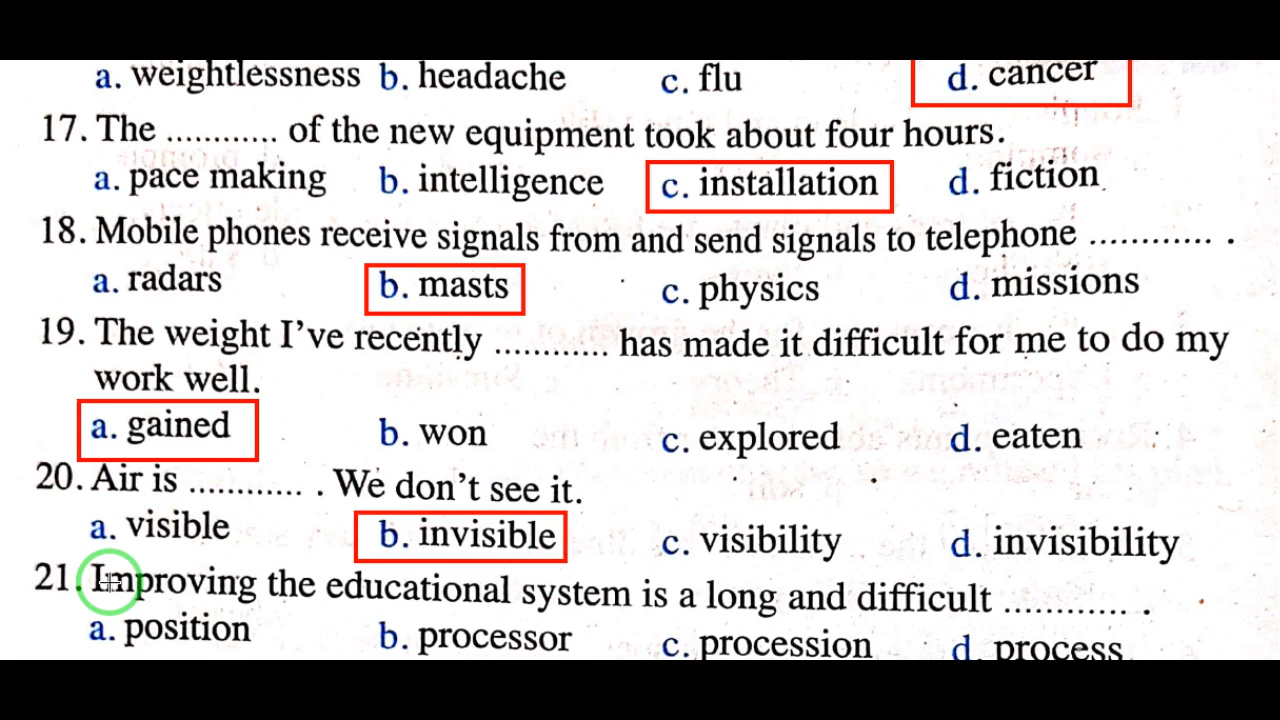 a. weightlessness b. headache c. flu d. cancer
17. The ............ of the new equipment took about four hours.
a. pace making b. intelligence c. installation d. fiction
18. Mobile phones receive signals from and send signals to telephone ............. .
a. radars b. masts c. physics d. missions
19. The weight I've recently ............ has made it difficult for me to do my
work well.
a. gained b. won c. explored d. eaten
20. Air is ............ . We don't see it.
a. visible b. invisible c. visibility d. invisibility
21. Improving the educational system is a long and difficult ............. .
a. position b. processor c. procession d. process